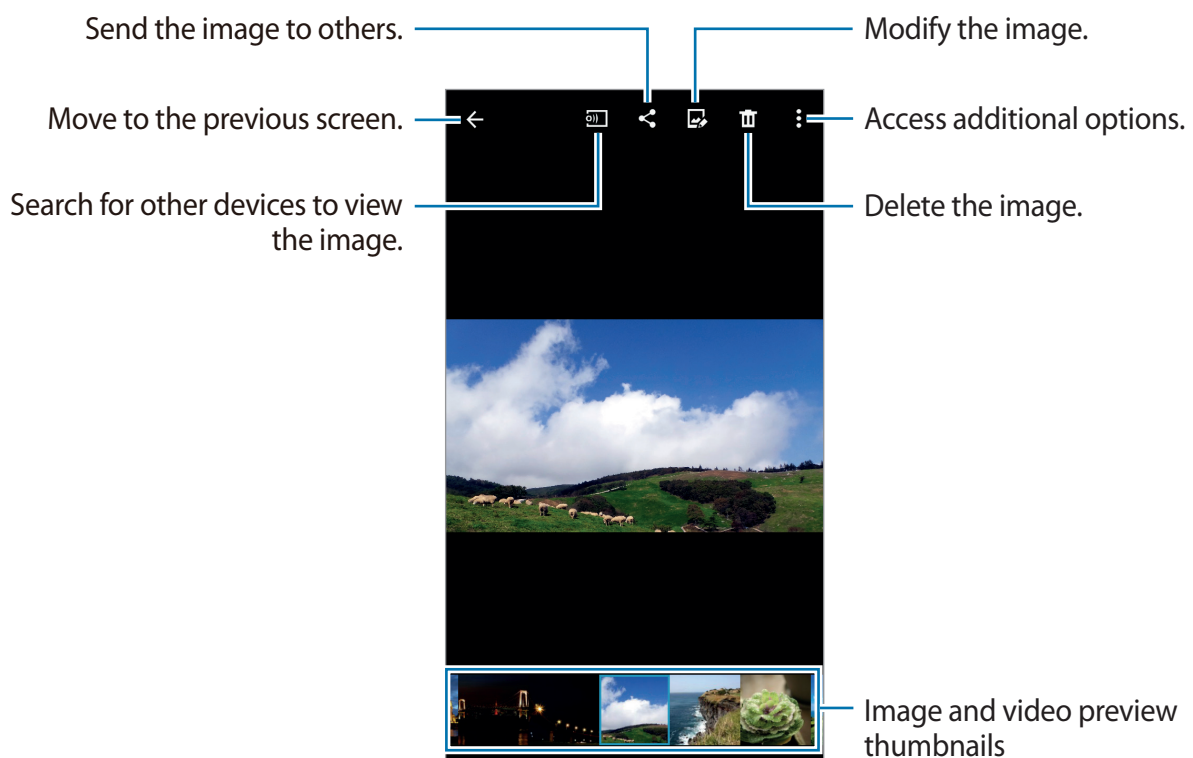 Send the image to others.
Modify the image.
Move to the previous screen.
Access additional options.
Search for other devices to view
the image.
Delete the image.
Image and video preview
thumbnails